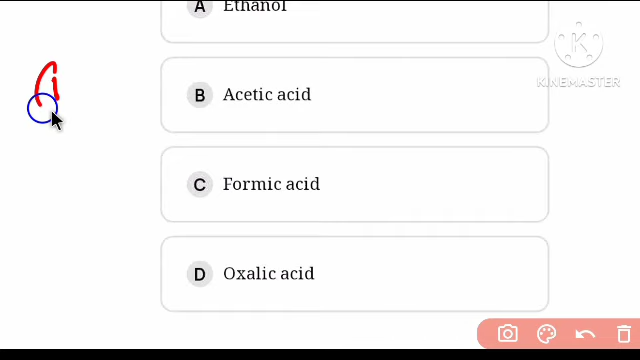 A Ethanol
K
KINEMASTER
B Acetic acid
C Formic acid
D Oxalic acid